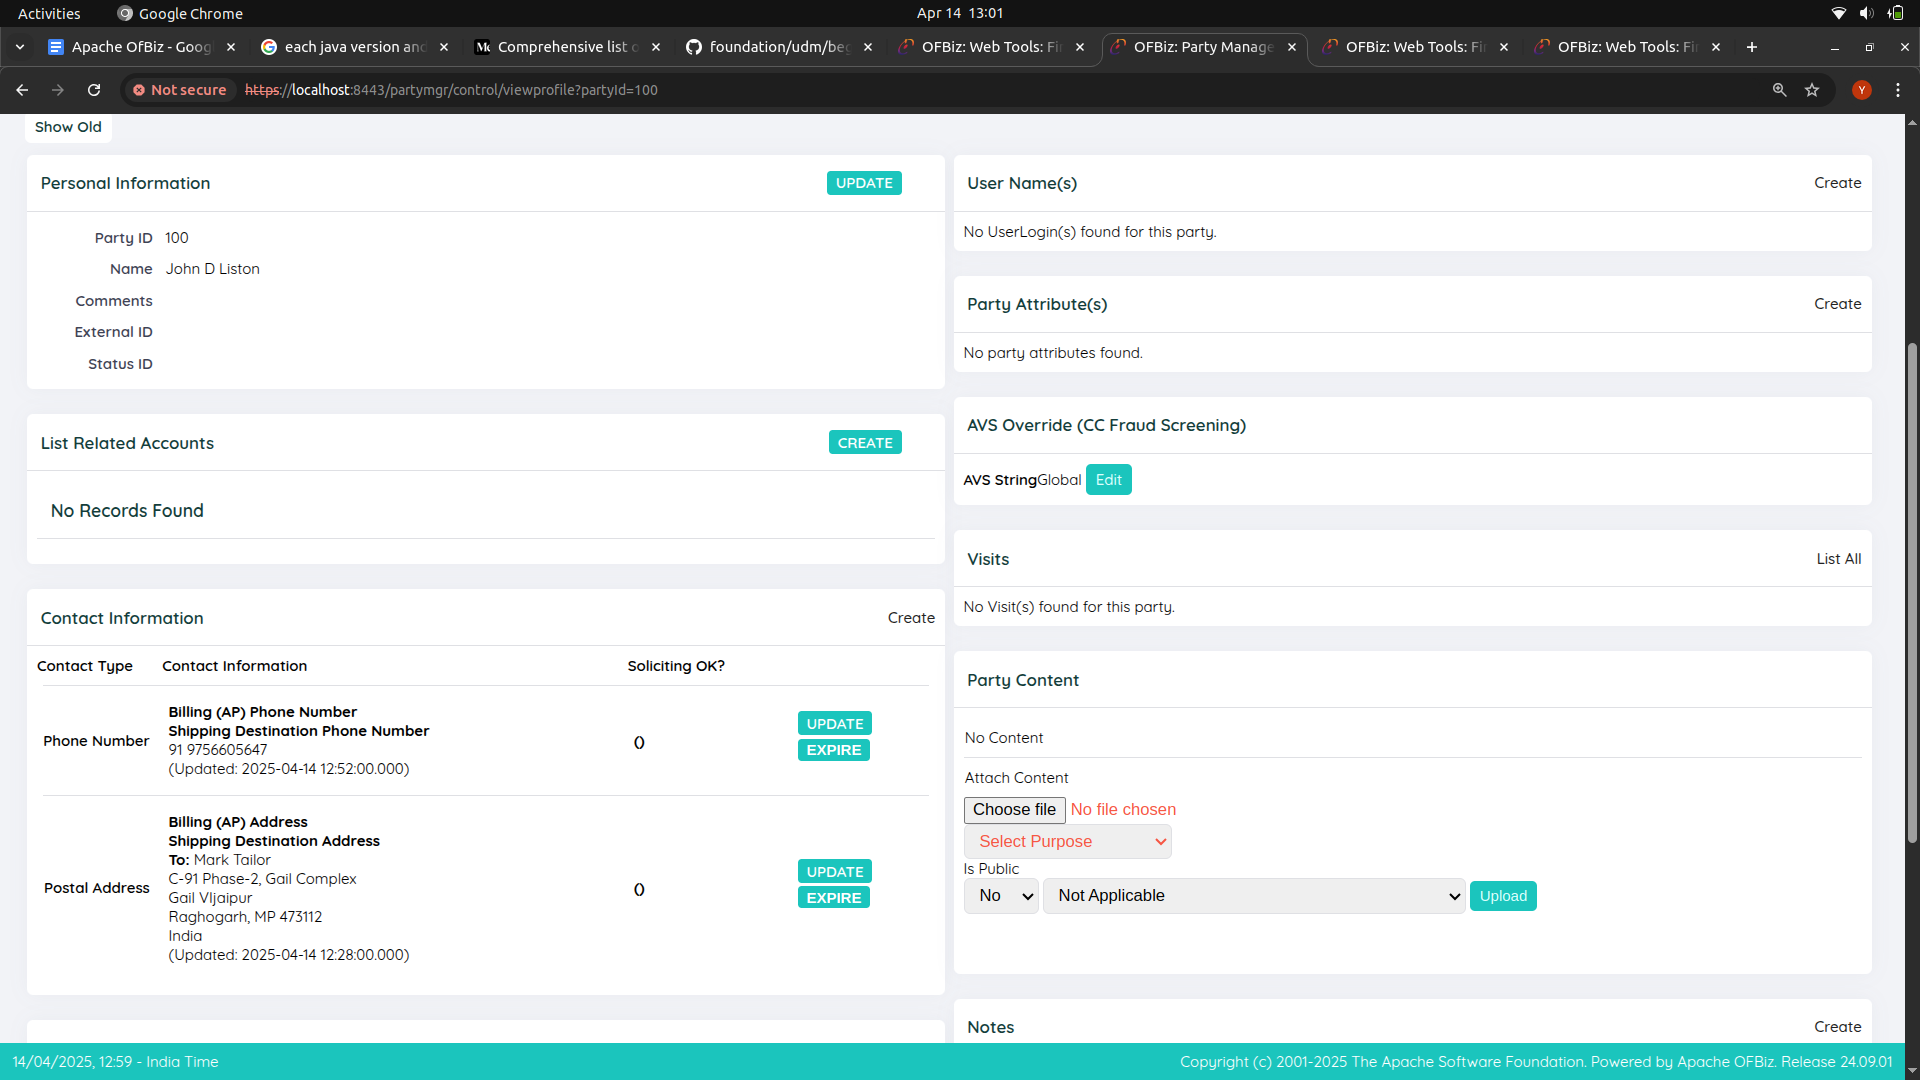 Activities
Google Chrome
Apr 14 13:01
Apache OfBiz - Goog
each java version and
Comprehensive list o
foundation/udm/beg
OFBiz: Web Tools: Fi
OFBiz: Party Manage
OFBiz: Web Tools: Fi
OFBiz: Web Tools: Fi
Not secure
https://localhost:8443/partymgr/control/viewprofile?partyId=100
Y
Show Old
Personal Information
UPDATE
Party ID 100
Name John D Liston
Comments
External ID
Status ID
List Related Accounts
CREATE
No Records Found
Contact Information
Create
Contact Type Contact Information Soliciting OK?
Phone Number
Billing (AP) Phone Number
Shipping Destination Phone Number
91 9756605647
(Updated: 2025-04-14 12:52:00.000)
()
UPDATE
EXPIRE
Postal Address
Billing (AP) Address
Shipping Destination Address
To: Mark Tailor
C-91 Phase-2, Gail Complex
Gail VIjaipur
Raghogarh, MP 473112
India
(Updated: 2025-04-14 12:28:00.000)
()
UPDATE
EXPIRE
User Name(s)
Create
No UserLogin(s) found for this party.
Party Attribute(s)
Create
No party attributes found.
AVS Override (CC Fraud Screening)
AVS StringGlobal Edit
Visits
List All
No Visit(s) found for this party.
Party Content
No Content
Attach Content
Choose file No file chosen
Select Purpose
Is Public
No Not Applicable Upload
Notes
Create
14/04/2025, 12:59 - India Time
Copyright (c) 2001-2025 The Apache Software Foundation. Powered by Apache OFBiz. Release 24.09.01